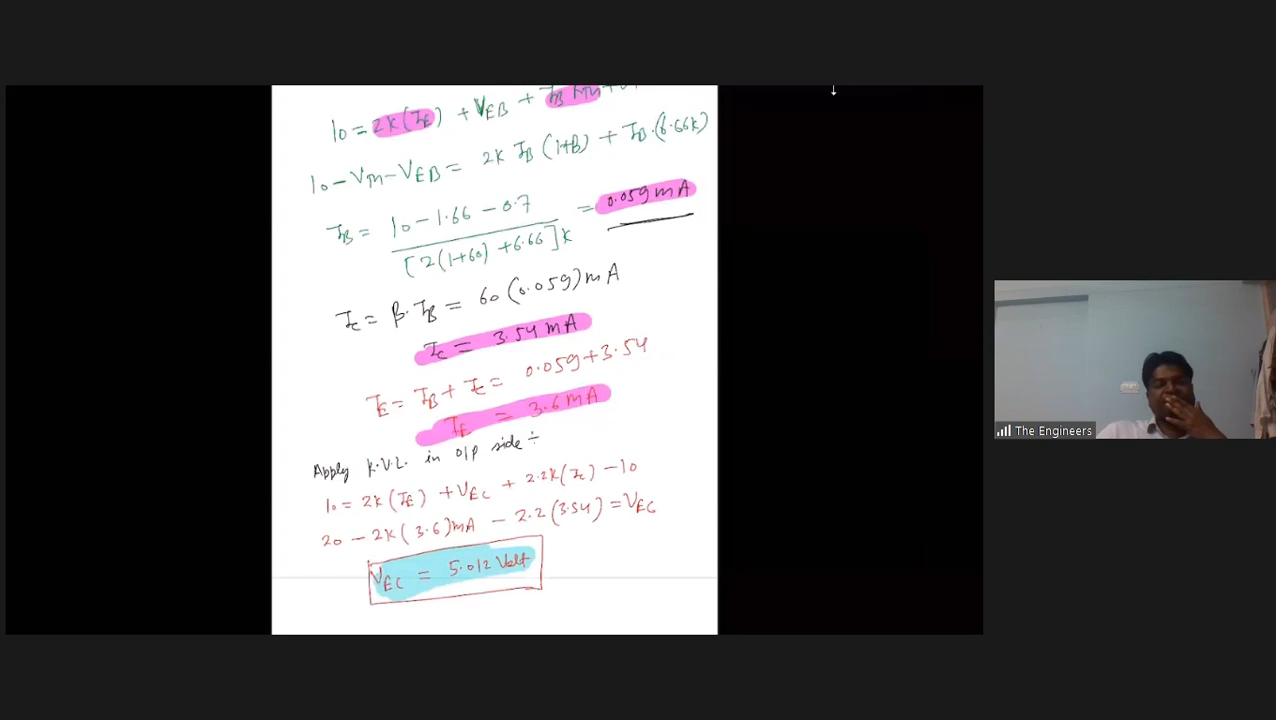 10 = 2K(IE) + VEB +
10 - Vth - VEB = 2K IB (1+β) + IB.(6.66K)
IB = 10 - 1.66 - 0.7 / [2(1+60) + 6.66] K = 0.059 mA
IC = β.IB = 60 (0.059) mA
IC = 3.54 mA
IE = IB + IC = 0.059 + 3.54
IE = 3.6 mA
Apply K.V.L. in O/P side ÷
10 = 2K(IE) + VEC + 2.2K(IC) - 10
20 - 2K(3.6)mA - 2.2(3.54) = VEC
VEC = 5.012 Volt
The Engineers